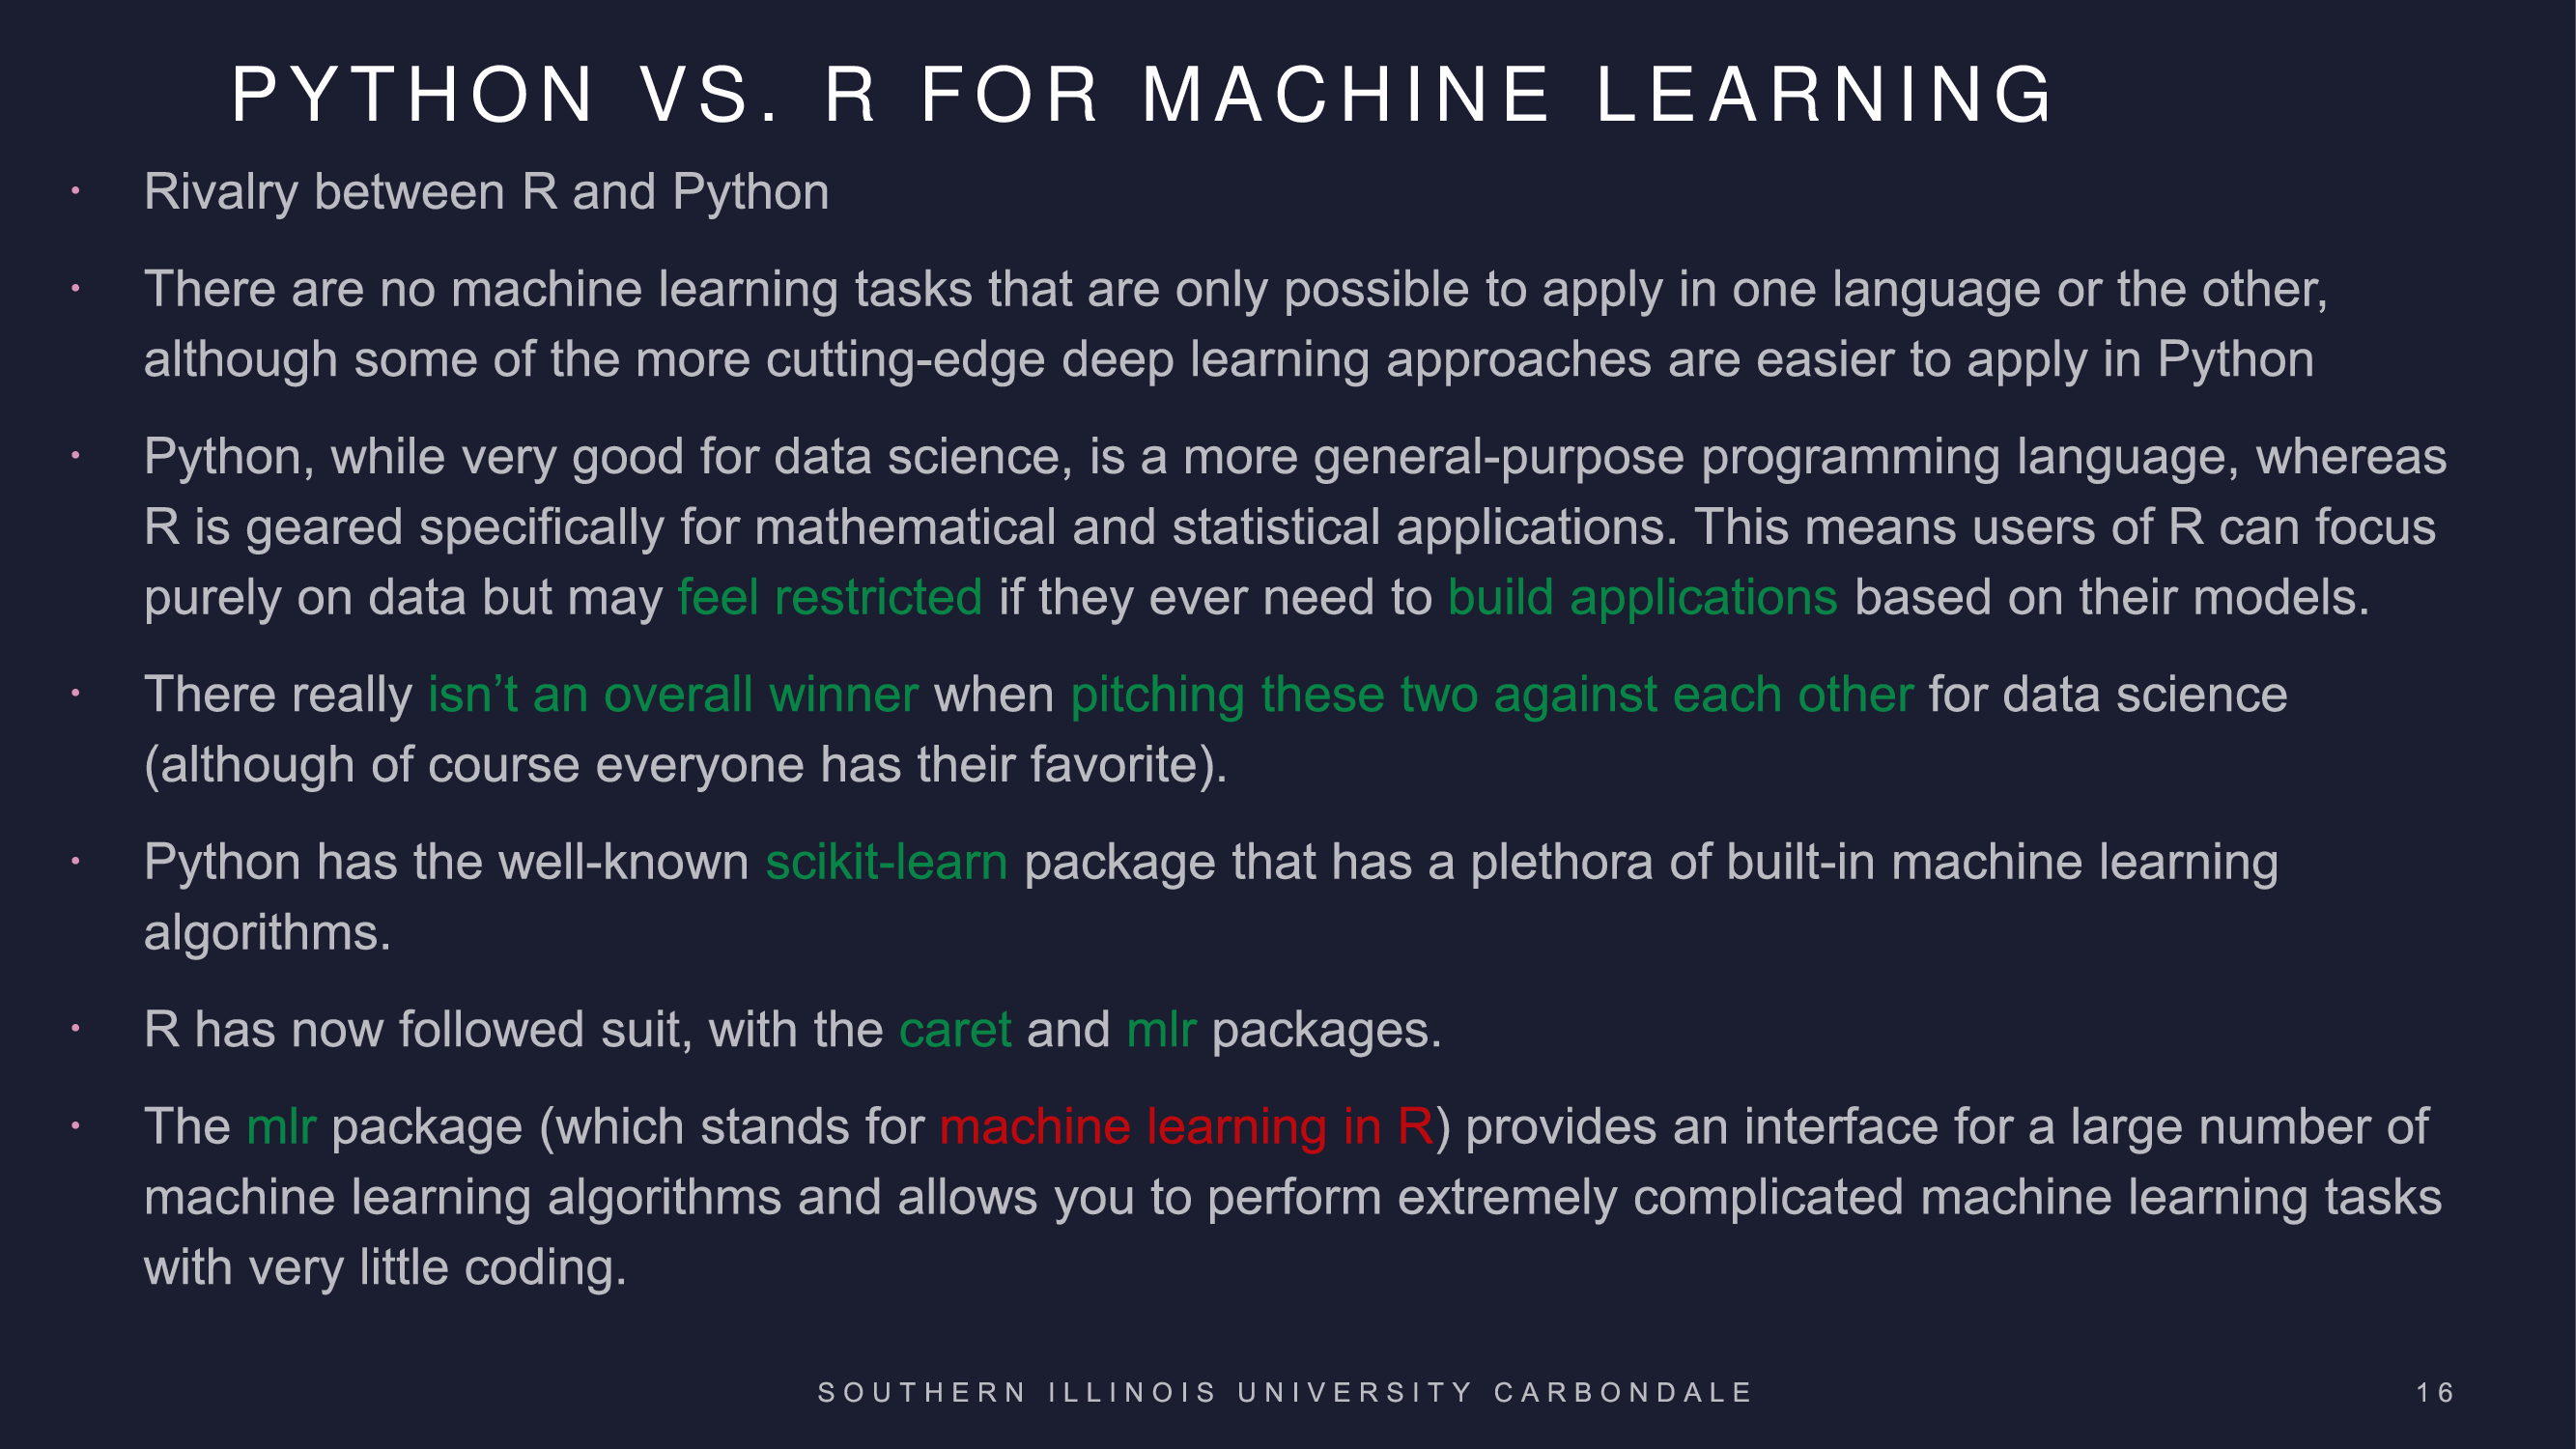 PYTHON VS. R FOR MACHINE LEARNING
• Rivalry between R and Python
• There are no machine learning tasks that are only possible to apply in one language or the other,
although some of the more cutting-edge deep learning approaches are easier to apply in Python
• Python, while very good for data science, is a more general-purpose programming language, whereas
R is geared specifically for mathematical and statistical applications. This means users of R can focus
purely on data but may feel restricted if they ever need to build applications based on their models.
• There really isn’t an overall winner when pitching these two against each other for data science
(although of course everyone has their favorite).
• Python has the well-known scikit-learn package that has a plethora of built-in machine learning
algorithms.
• R has now followed suit, with the caret and mlr packages.
• The mlr package (which stands for machine learning in R) provides an interface for a large number of
machine learning algorithms and allows you to perform extremely complicated machine learning tasks
with very little coding.
SOUTHERN ILLINOIS UNIVERSITY CARBONDALE
16